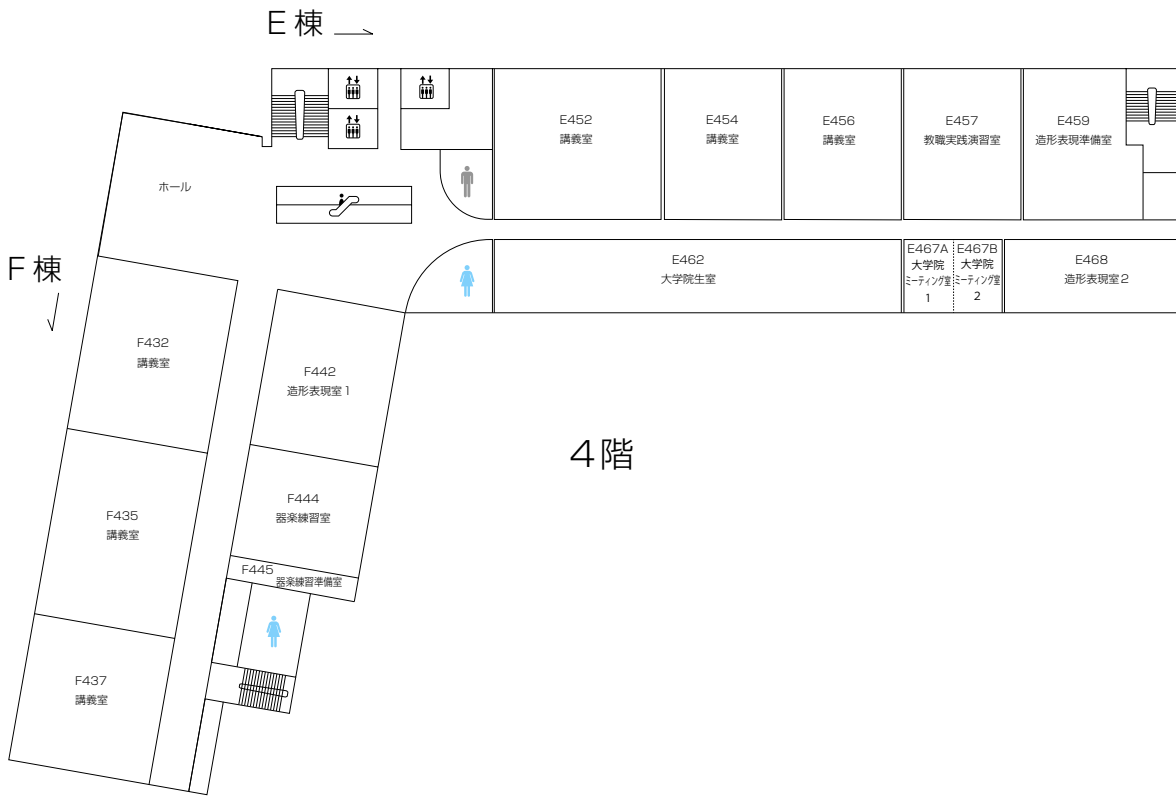 E棟
E452
講義室
E454
講義室
E456
講義室
E457
教職実践演習室
E459
造形表現準備室
ホール
F棟
E462
大学院生室
E467A
大学院
ミーティング室
1
E467B
大学院
ミーティング室
2
E468
造形表現室2
F432
講義室
F442
造形表現室1
4階
F444
器楽練習室
F435
講義室
F445
器楽練習準備室
F437
講義室